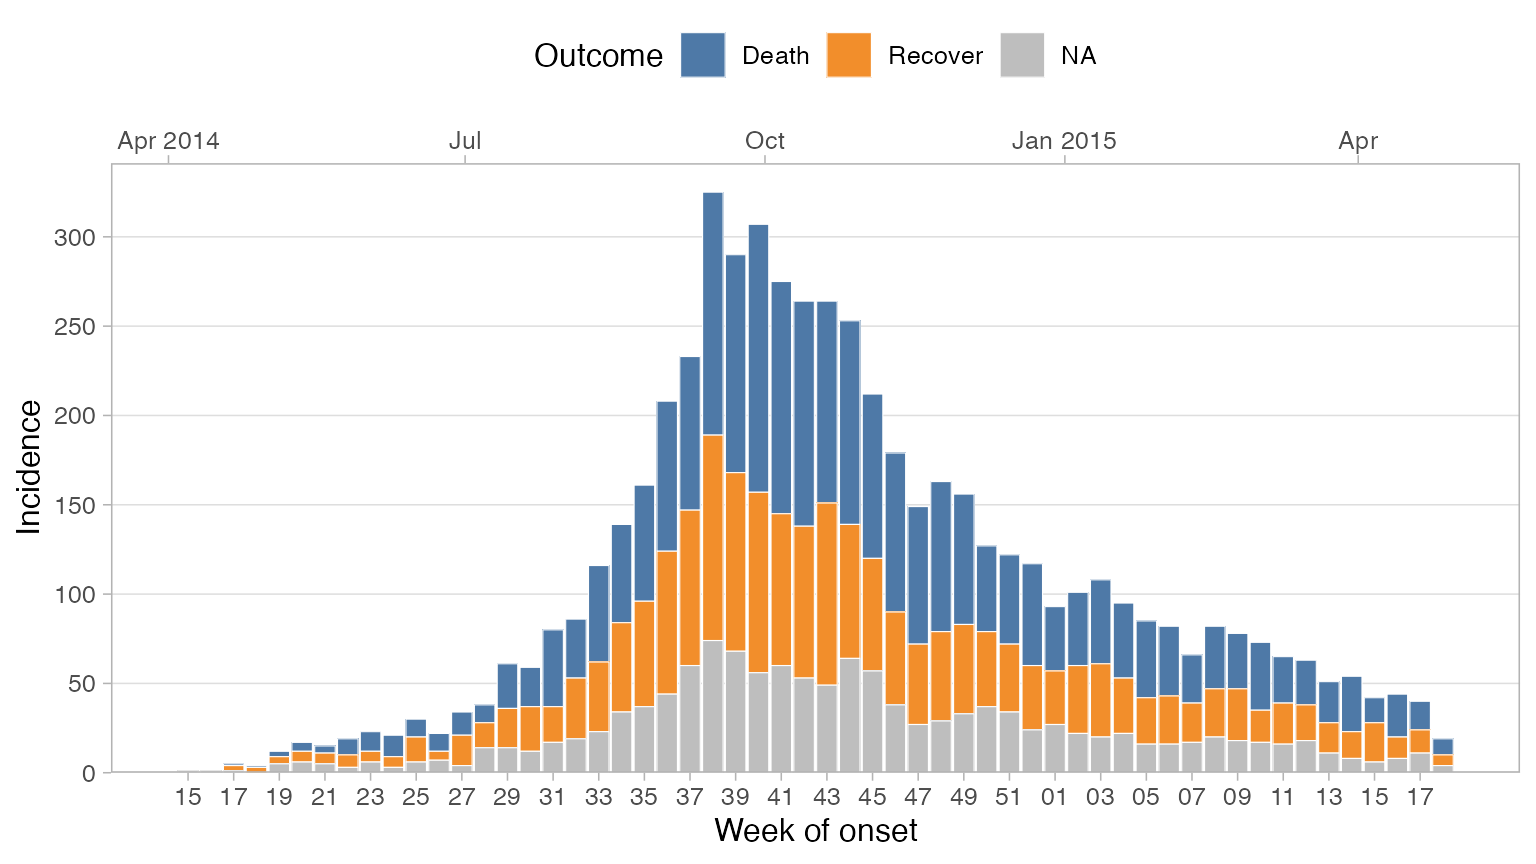 Outcome Death Recover NA
Apr 2014 Jul Oct Jan 2015 Apr
300
250
200
150
100
50
0
Incidence
15 17 19 21 23 25 27 29 31 33 35 37 39 41 43 45 47 49 51 01 03 05 07 09 11 13 15 17
Week of onset